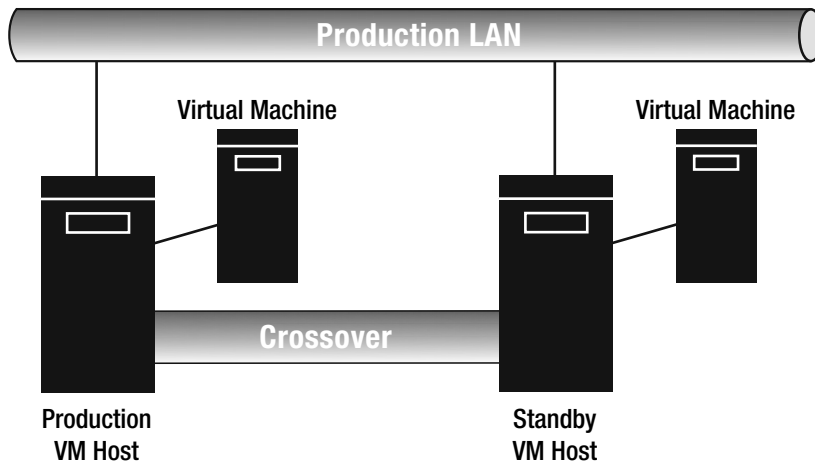 Production LAN
Virtual Machine
Virtual Machine
Crossover
Production
VM Host
Standby
VM Host